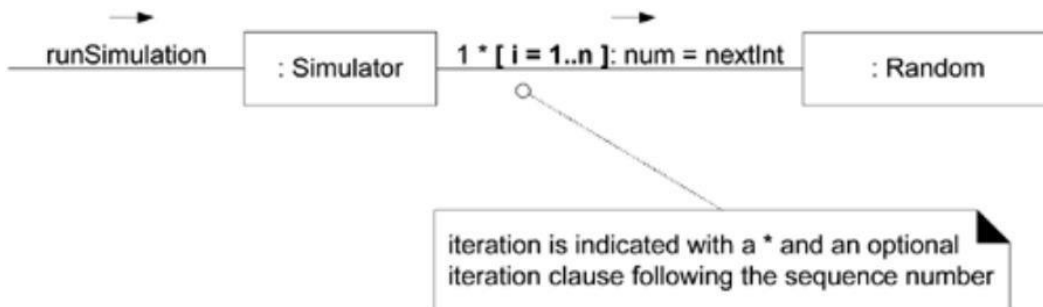 runSimulation
: Simulator
1 * [ i = 1..n ]: num = nextInt
: Random
iteration is indicated with a * and an optional
iteration clause following the sequence number